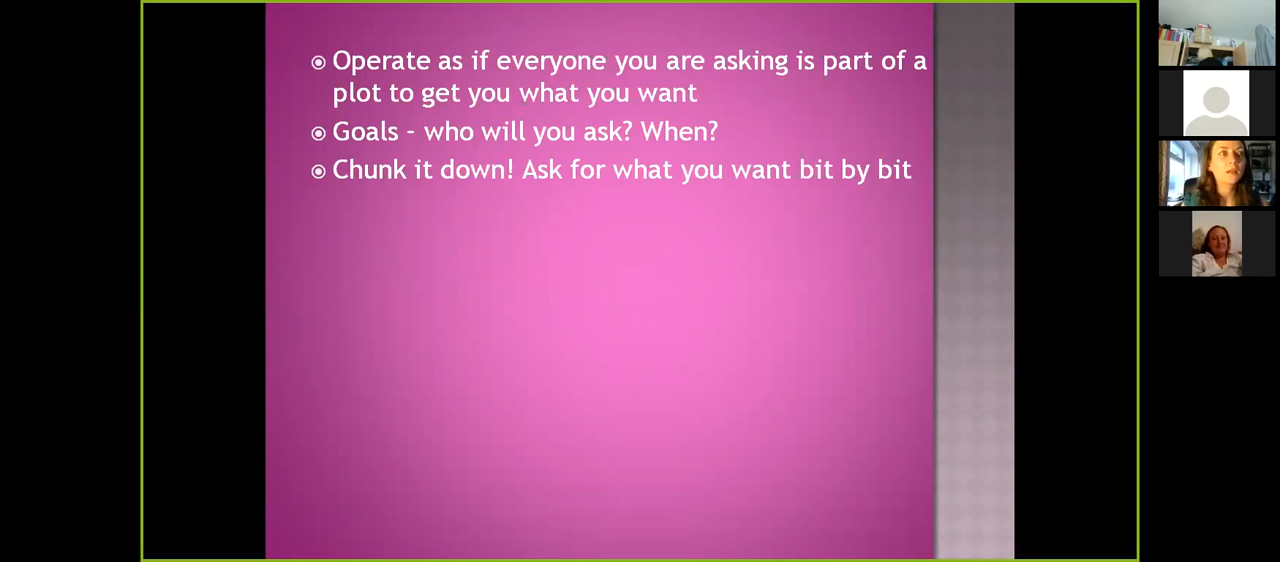 Operate as if everyone you are asking is part of a
plot to get you what you want
Goals - who will you ask? When?
Chunk it down! Ask for what you want bit by bit